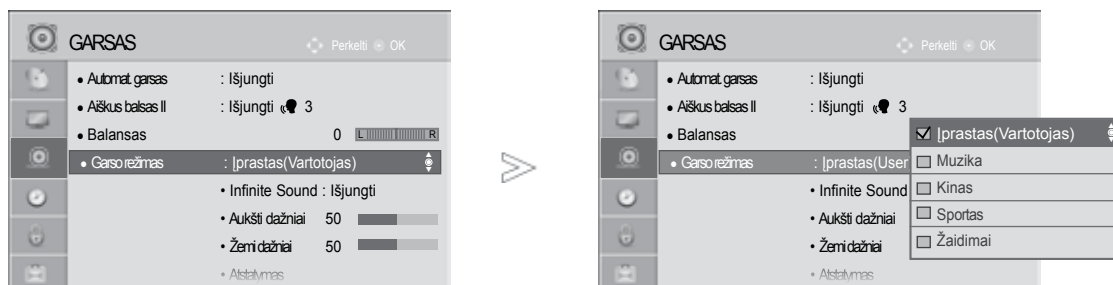 GARSAS
Perkelti OK
• Automat. garsas : Išjungti
• Aiškus balsas II : Išjungti 3
• Balansas 0 L R
• Garso režimas : Įprastas(Vartotojas)
• Infinite Sound : Išjungti
• Aukšti dažniai 50
• Žemi dažniai 50
• Atstatymas
>
GARSAS
Perkelti OK
• Automat. garsas : Išjungti
• Aiškus balsas II : Išjungti 3
• Balansas
• Garso režimas : Įprastas(User
• Infinite Sound
• Aukšti dažniai
• Žemi dažniai
• Atstatymas
Įprastas(Vartotojas)
Muzika
Kinas
Sportas
Žaidimai